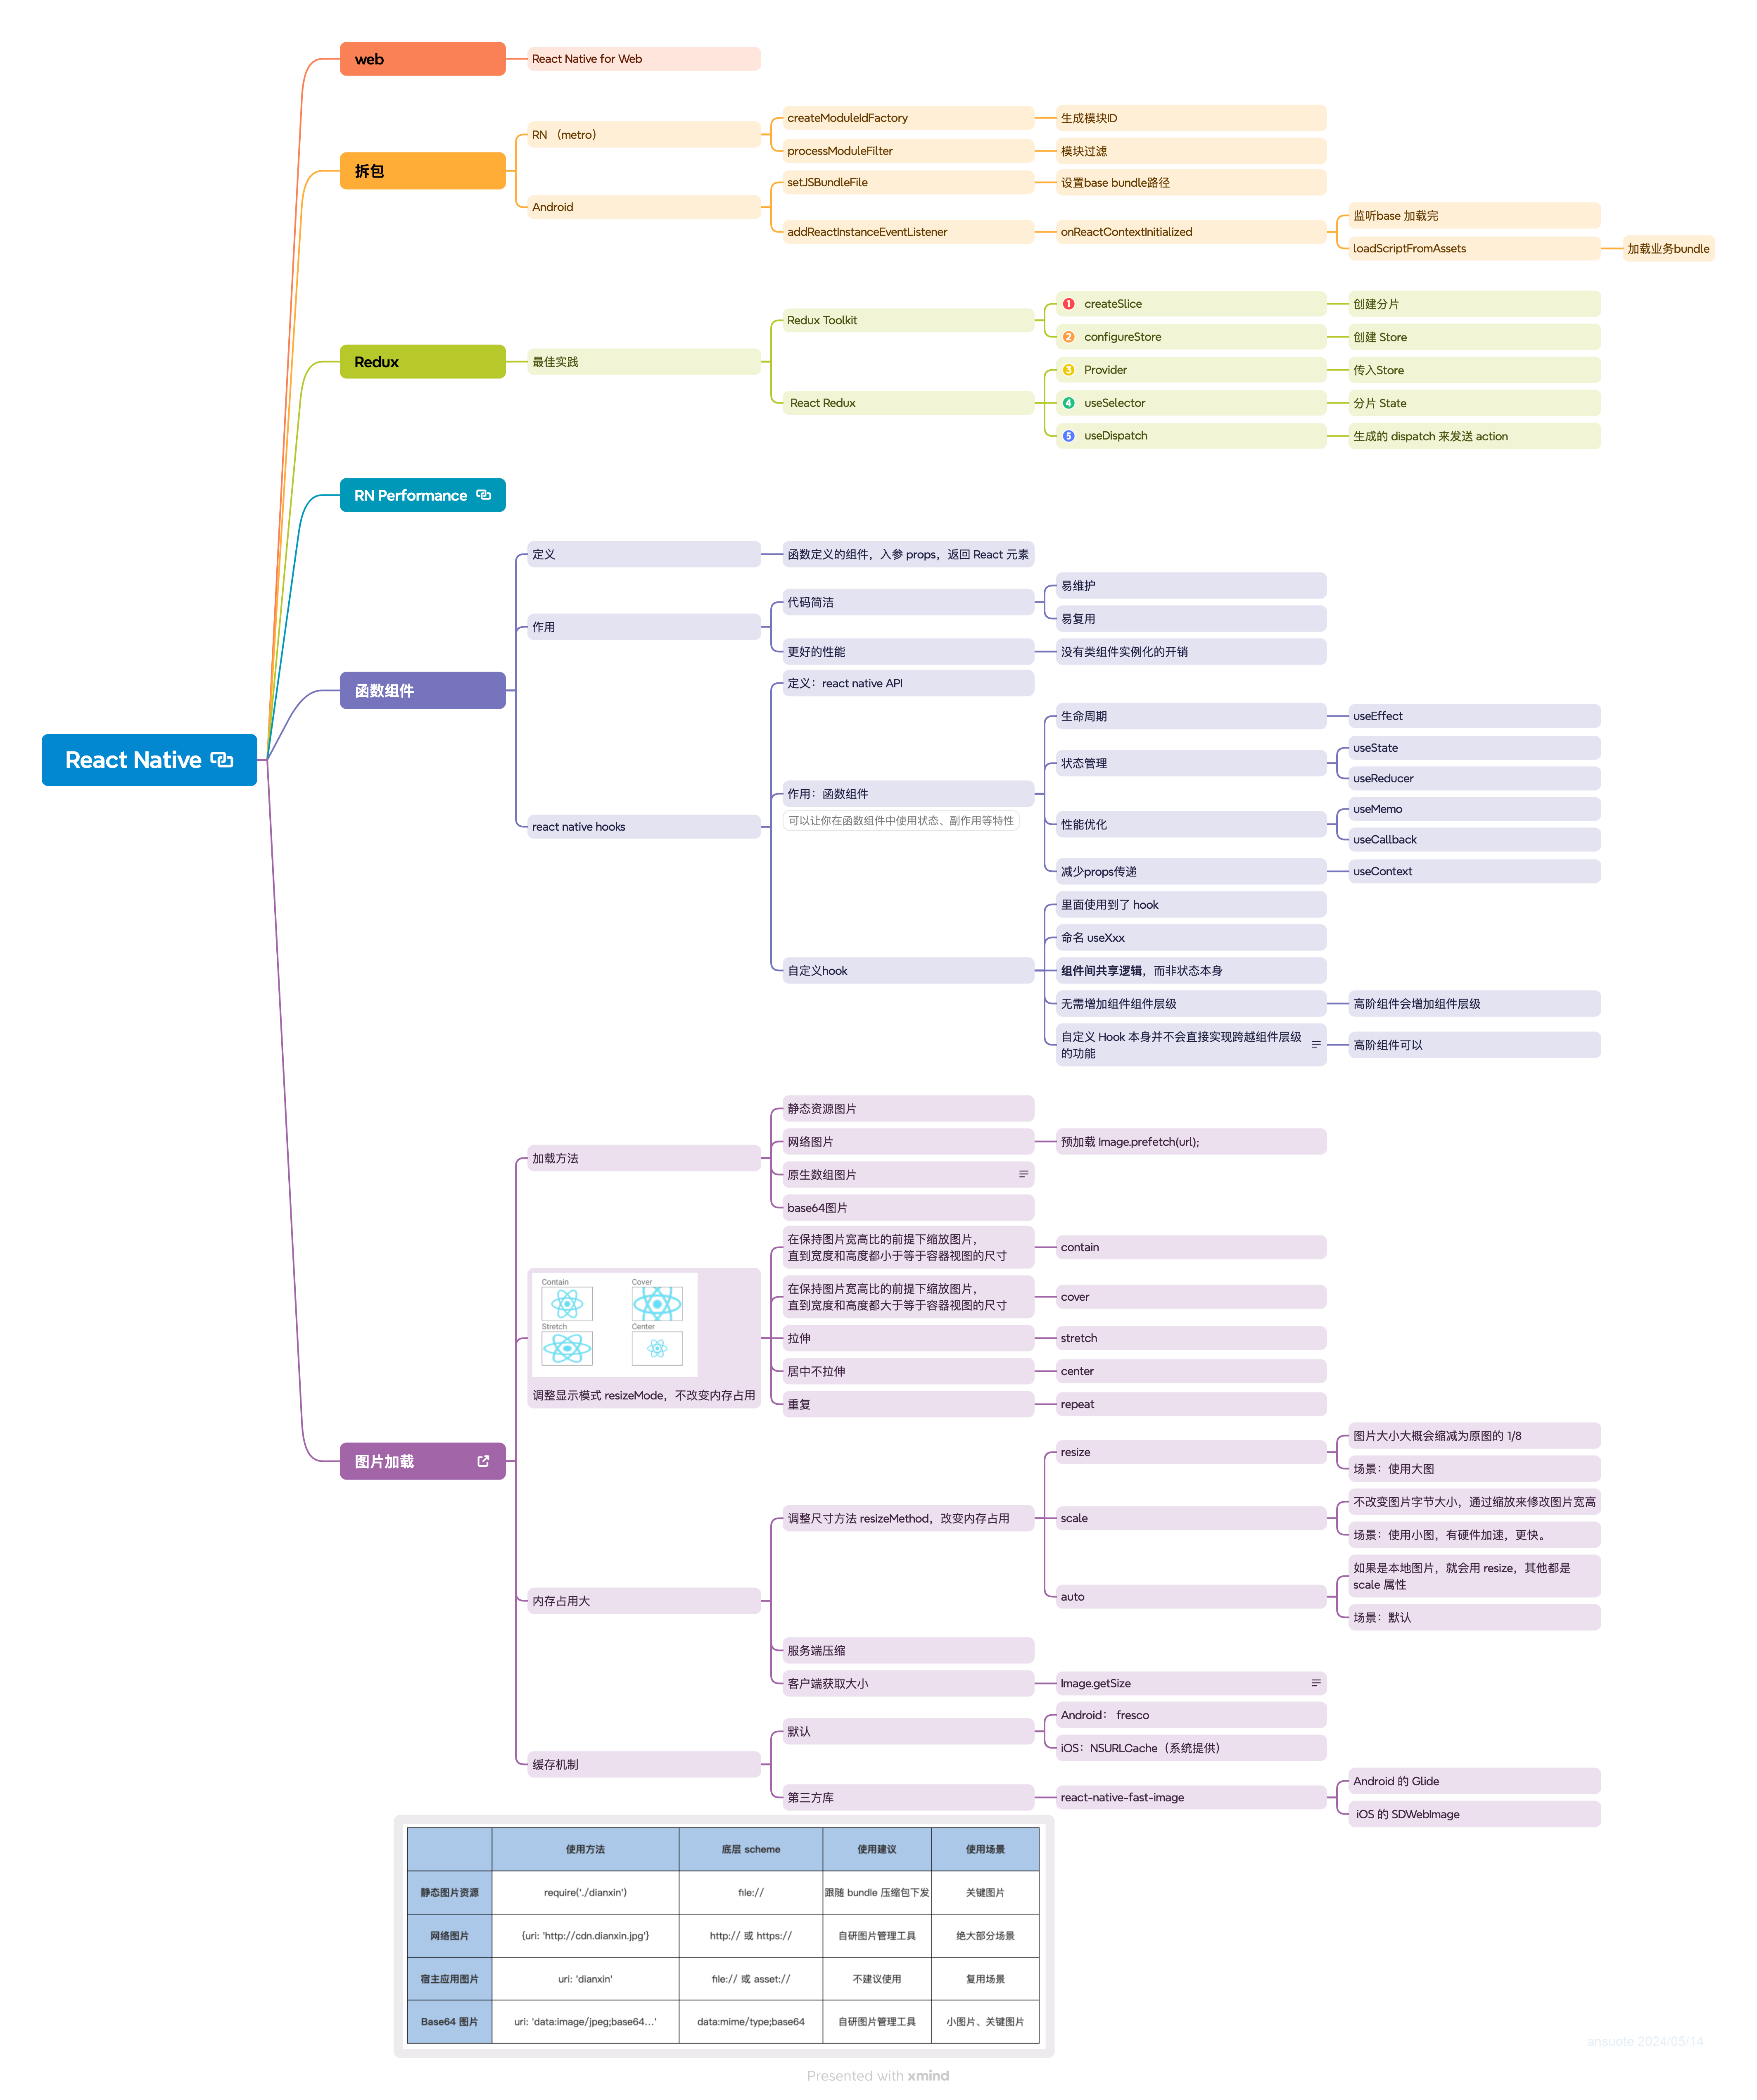 web
React Native for Web
拆包
RN （metro）
createModuleIdFactory
生成模块ID
processModuleFilter
模块过滤
Android
setJSBundleFile
设置base bundle路径
addReactInstanceEventListener
onReactContextInitialized
监听base 加载完
loadScriptFromAssets
加载业务bundle
Redux
最佳实践
Redux Toolkit
1 createSlice
创建分片
2 configureStore
创建 Store
React Redux
3 Provider
传入Store
4 useSelector
分片 State
5 useDispatch
生成的 dispatch 来发送 action
RN Performance
React Native
函数组件
定义
函数定义的组件，入参 props，返回 React 元素
作用
代码简洁
易维护
易复用
更好的性能
没有类组件实例化的开销
react native hooks
定义：react native API
作用：函数组件
可以让你在函数组件中使用状态、副作用等特性
生命周期
useEffect
状态管理
useState
useReducer
性能优化
useMemo
useCallback
减少props传递
useContext
自定义hook
里面使用到了 hook
命名 useXxx
组件间共享逻辑，而非状态本身
无需增加组件组件层级
高阶组件会增加组件层级
自定义 Hook 本身并不会直接实现跨越组件层级
的功能
高阶组件可以
图片加载
加载方法
静态资源图片
网络图片
预加载 Image.prefetch(url);
原生数组图片
base64图片
Contain
Cover
Stretch
Center
调整显示模式 resizeMode，不改变内存占用
在保持图片宽高比的前提下缩放图片，
直到宽度和高度都小于等于容器视图的尺寸
contain
在保持图片宽高比的前提下缩放图片，
直到宽度和高度都大于等于容器视图的尺寸
cover
拉伸
stretch
居中不拉伸
center
重复
repeat
内存占用大
调整尺寸方法 resizeMethod，改变内存占用
resize
图片大小大概会缩减为原图的 1/8
场景：使用大图
scale
不改变图片字节大小，通过缩放来修改图片宽高
场景：使用小图，有硬件加速，更快。
auto
如果是本地图片，就会用 resize，其他都是
scale 属性
场景：默认
服务端压缩
客户端获取大小
Image.getSize
缓存机制
默认
Android： fresco
iOS：NSURLCache（系统提供）
第三方库
react-native-fast-image
Android 的 Glide
iOS 的 SDWebImage
使用方法 底层 scheme 使用建议 使用场景
静态图片资源 require('./dianxin') file:// 跟随 bundle 压缩包下发 关键图片
网络图片 {uri: 'http://cdn.dianxin.jpg'} http:// 或 https:// 自研图片管理工具 绝大部分场景
宿主应用图片 uri: 'dianxin' file:// 或 asset:// 不建议使用 复用场景
Base64 图片 uri: 'data:image/jpeg;base64...' data:mime/type;base64 自研图片管理工具 小图片、关键图片
ansuote 2024/05/14
Presented with xmind